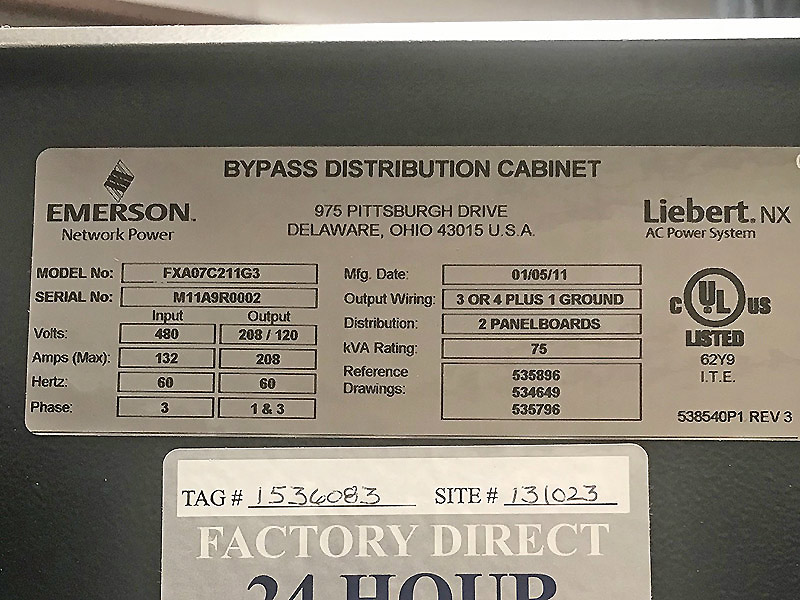 BYPASS DISTRIBUTION CABINET
EMERSON.
Network Power
975 PITTSBURGH DRIVE
DELAWARE, OHIO 43015 U.S.A.
Liebert. NX
AC Power System
MODEL No: FXA07C211G3
SERIAL No: M11A9R0002
Input Output
Volts: 480 208 / 120
Amps (Max): 132 208
Hertz: 60 60
Phase: 3 1 & 3
Mfg. Date: 01/05/11
Output Wiring: 3 OR 4 PLUS 1 GROUND
Distribution: 2 PANELBOARDS
kVA Rating: 75
Reference Drawings: 535896
534649
535796
C UL US
LISTED
62Y9
I.T.E.
538540P1 REV 3
TAG # 1536083 SITE # 131023
FACTORY DIRECT
24 HOUR